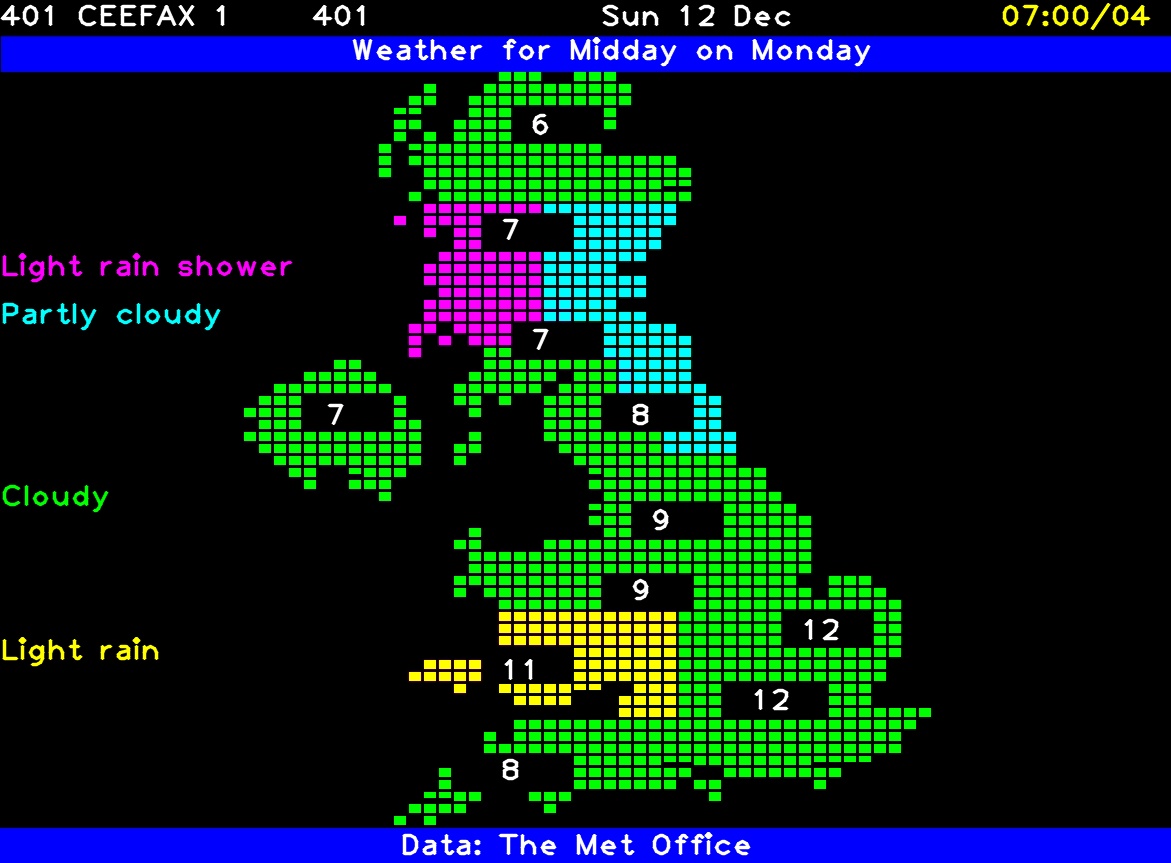 401 CEEFAX 1 401 Sun 12 Dec 07:00/04
Weather for Midday on Monday
6
7
Light rain shower
Partly cloudy
7
7 8
Cloudy
9
9
12
Light rain
11
12
8
Data: The Met Office